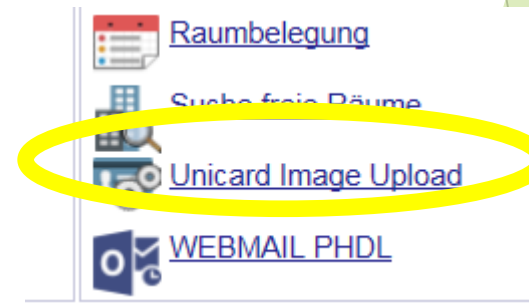 Raumbelegung
Suche freie Räume
Unicard Image Upload
WEBMAIL PHDL